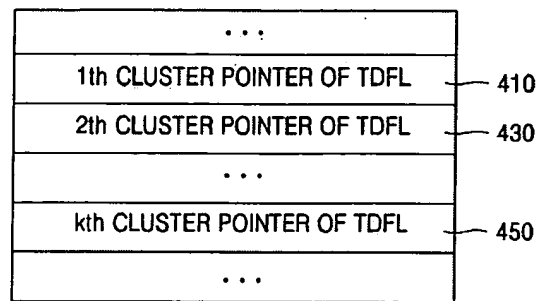 ...
1th CLUSTER POINTER OF TDFL 410
2th CLUSTER POINTER OF TDFL 430
...
kth CLUSTER POINTER OF TDFL 450
...